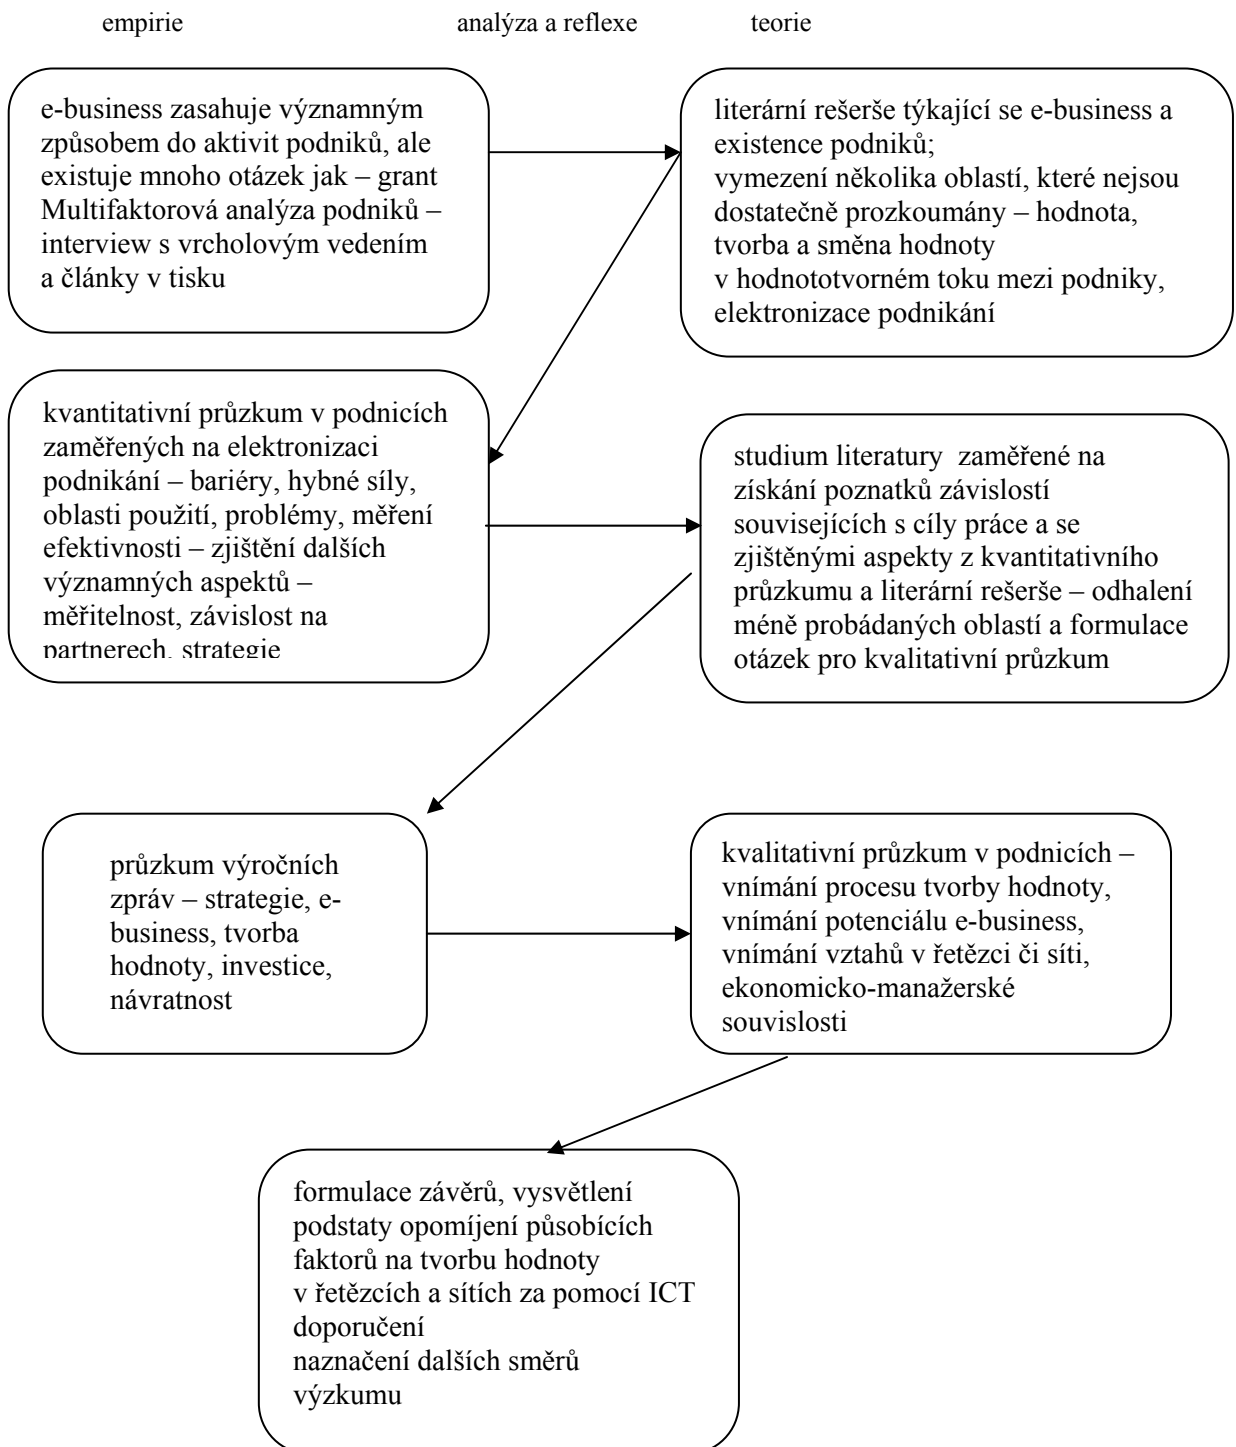 empirie
analýza a reflexe
teorie
e-business zasahuje významným
způsobem do aktivit podniků, ale
existuje mnoho otázek jak – grant
Multifaktorová analýza podniků –
interview s vrcholovým vedením
a články v tisku
literární rešerše týkající se e-business a
existence podniků;
vymezení několika oblastí, které nejsou
dostatečně prozkoumány – hodnota,
tvorba a směna hodnoty
v hodnototvorném toku mezi podniky,
elektronizace podnikání
kvantitativní průzkum v podnicích
zaměřených na elektronizaci
podnikání – bariéry, hybné síly,
oblasti použití, problémy, měření
efektivnosti – zjištění dalších
významných aspektů –
měřitelnost, závislost na
partnerech, strategie
studium literatury  zaměřené na
získání poznatků závislostí
souvisejících s cíly práce a se
zjištěnými aspekty z kvantitativního
průzkumu a literární rešerše – odhalení
méně probádaných oblastí a formulace
otázek pro kvalitativní průzkum
průzkum výročních
zpráv – strategie, e-
business, tvorba
hodnoty, investice,
návratnost
kvalitativní průzkum v podnicích –
vnímání procesu tvorby hodnoty,
vnímání potenciálu e-business,
vnímání vztahů v řetězci či síti,
ekonomicko-manažerské
souvislosti
formulace závěrů, vysvětlení
podstaty opomíjení působících
faktorů na tvorbu hodnoty
v řetězcích a sítích za pomocí ICT
doporučení
naznačení dalších směrů
výzkumu